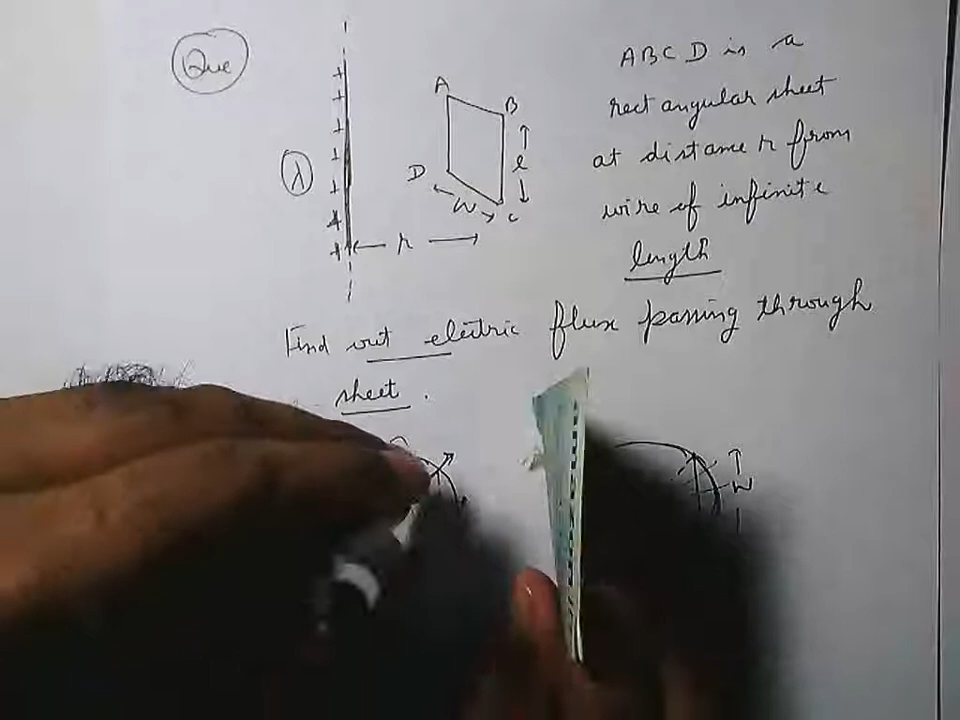 Que
ABCD is a
rectangular sheet
at distance r from
wire of infinite
length
A
B
λ
l
D
w
C
r
Find out electric flux passing through
sheet.
w